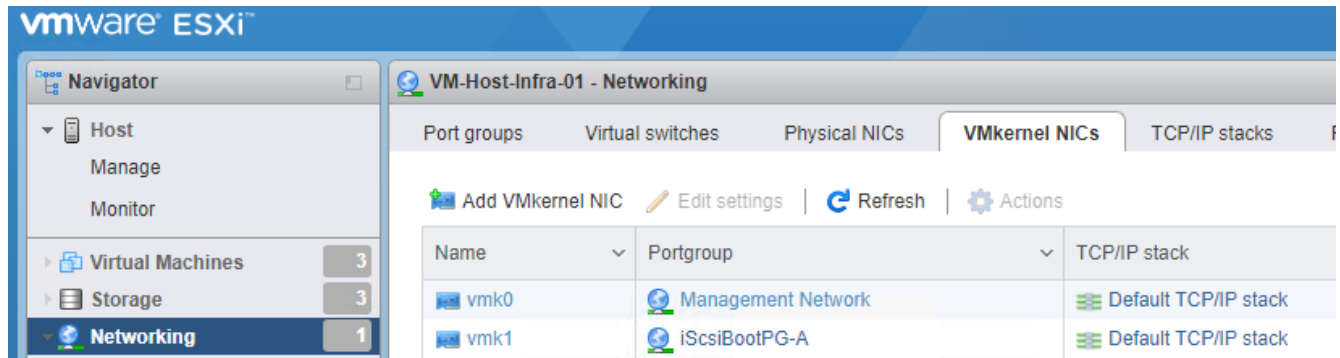 vmware ESXi™
Navigator
VM-Host-Infra-01 - Networking
Host
Manage
Monitor
Virtual Machines 3
Storage 3
Networking 1
Port groups Virtual switches Physical NICs VMkernel NICs TCP/IP stacks
Add VMkernel NIC Edit settings | Refresh | Actions
Name Portgroup TCP/IP stack
vmk0 Management Network Default TCP/IP stack
vmk1 iScsiBootPG-A Default TCP/IP stack